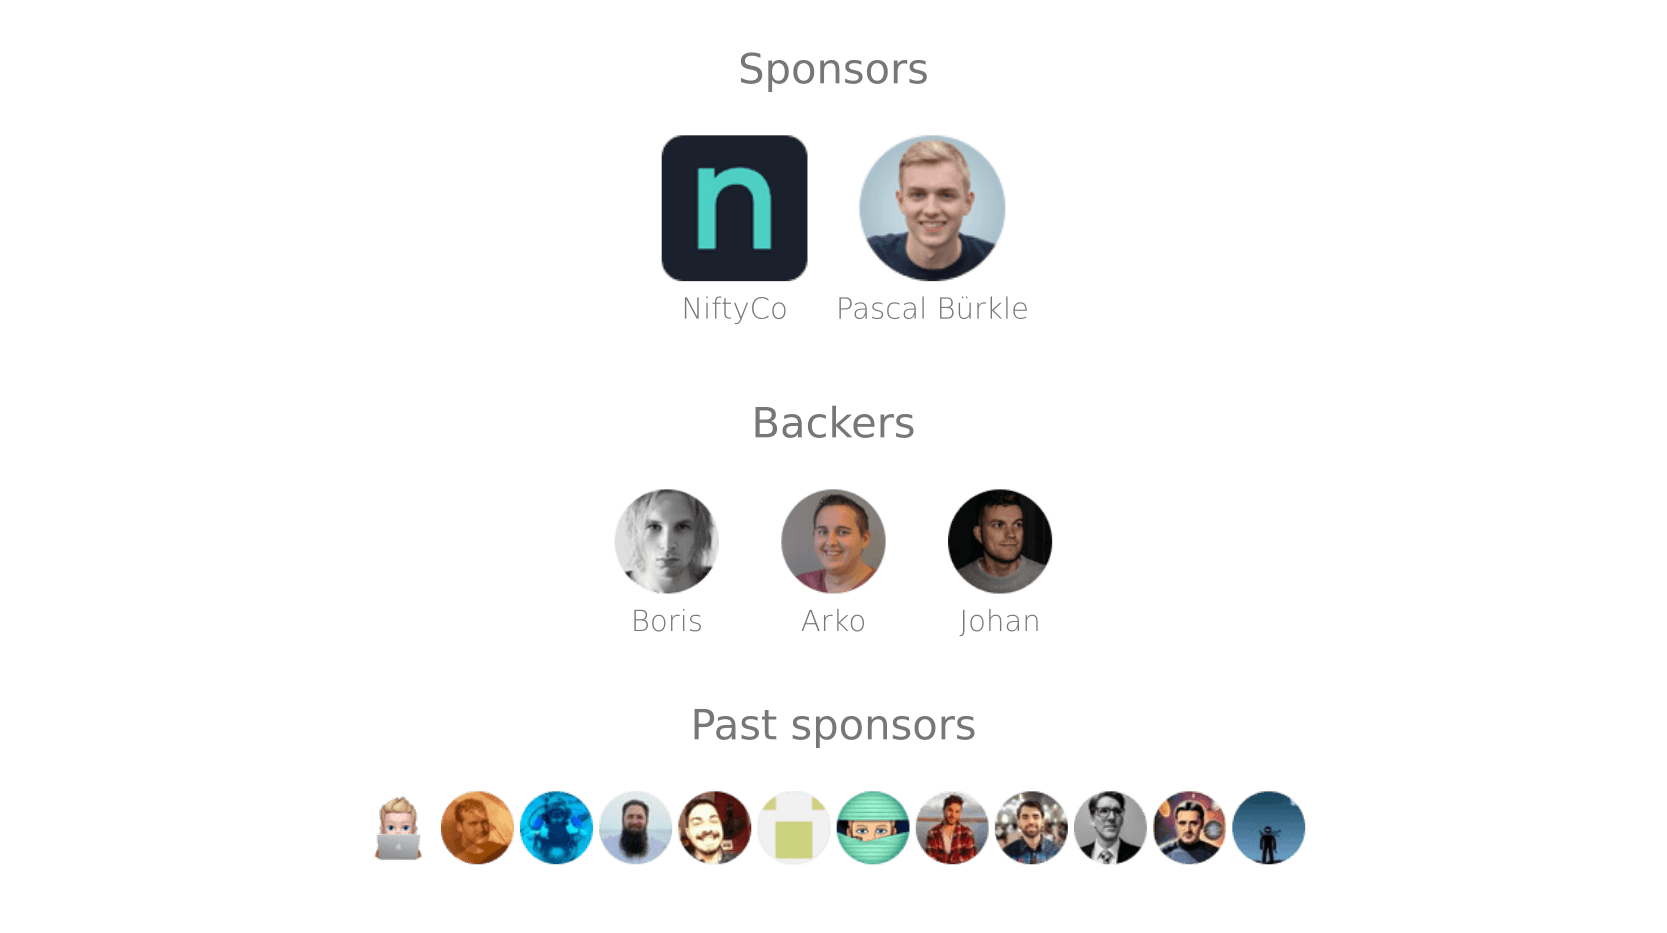 Sponsors
n
NiftyCo
Pascal Bürkle
Backers
Boris
Arko
Johan
Past sponsors